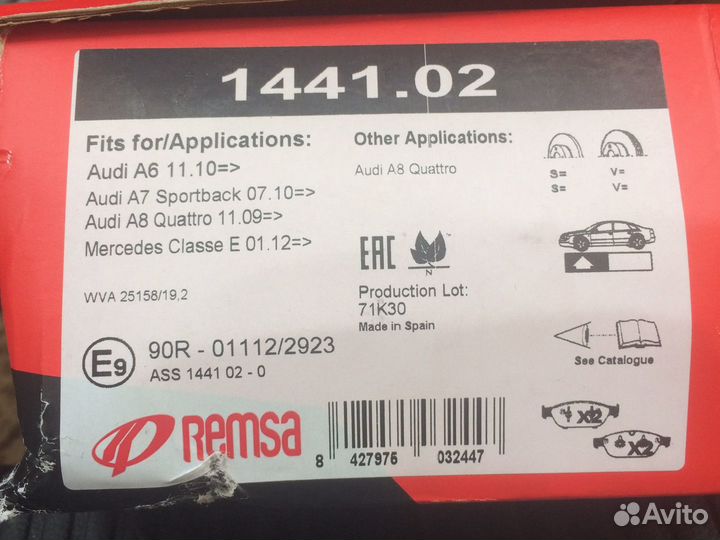 1441.02
Fits for/Applications:
Audi A6 11.10=>
Audi A7 Sportback 07.10=>
Audi A8 Quattro 11.09=>
Mercedes Classe E 01.12=>
WVA 25158/19,2
Other Applications:
Audi A8 Quattro
S= V=
S= V=
EAC
N
Production Lot:
71K30
Made in Spain
See Catalogue
E9
90R - 01112/2923
ASS 1441 02 - 0
Remsa
8 427975 032447
X2
X2
Avito